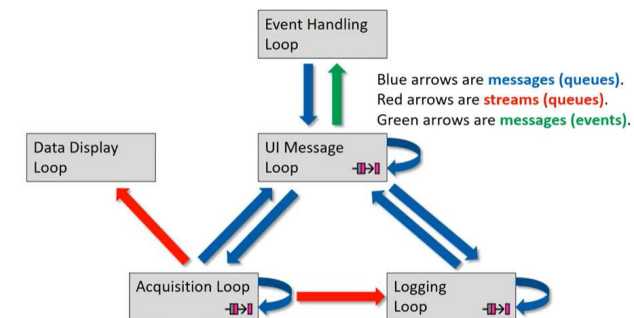 Event Handling
Loop
Blue arrows are messages (queues).
Red arrows are streams (queues).
Green arrows are messages (events).
Data Display
Loop
UI Message
Loop
Acquisition Loop
Logging
Loop